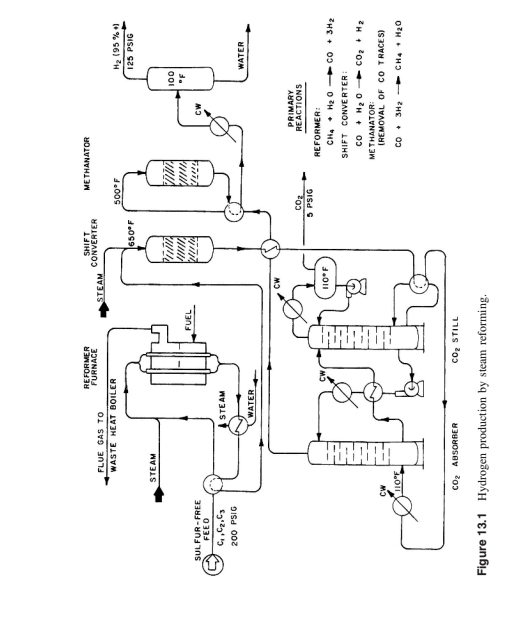 REFORMER
FURNACE
FLUE GAS TO
WASTE HEAT BOILER
STEAM
FUEL
STEAM
WATER
SULFUR-FREE
FEED
C1,C2,C3
200 PSIG
STEAM
SHIFT
CONVERTER
650°F
METHANATOR
500°F
CW
100
°F
H2 (95 %+)
125 PSIG
WATER
CW
110°F
CO2
5 PSIG
CW
CW
110°F
CO2 ABSORBER
CO2 STILL
PRIMARY
REACTIONS
REFORMER:
CH4 + H2O → CO + 3H2
SHIFT CONVERTER:
CO + H2O → CO2 + H2
METHANATOR:
(REMOVAL OF CO TRACES)
CO + 3H2 → CH4 + H2O
Figure 13.1 Hydrogen production by steam reforming.